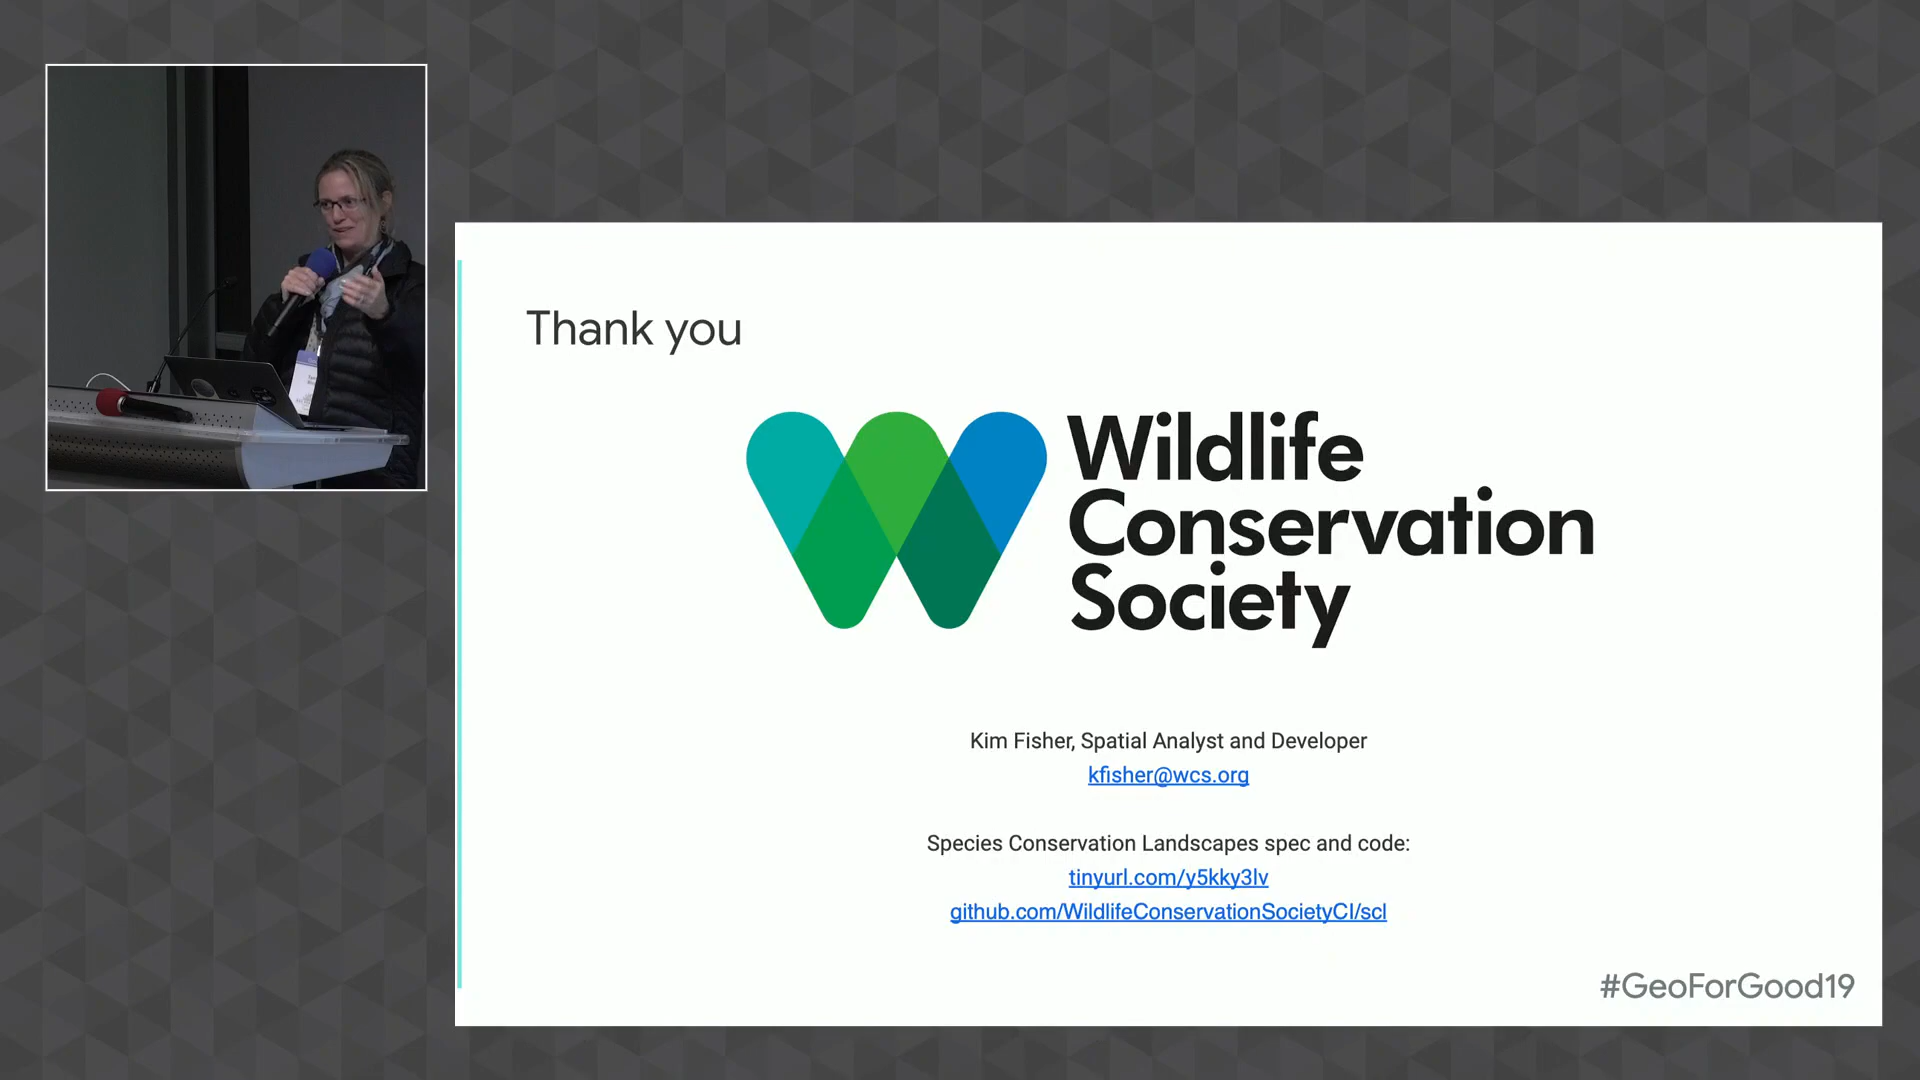 Thank you
Wildlife
Conservation
Society
Kim Fisher, Spatial Analyst and Developer
kfisher@wcs.org
Species Conservation Landscapes spec and code:
tinyurl.com/y5kky3lv
github.com/WildlifeConservationSocietyCI/scl
#GeoForGood19